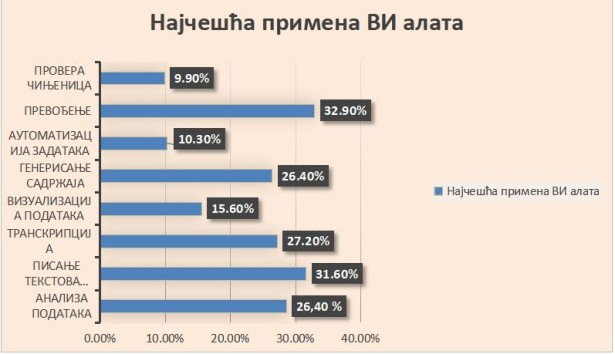 Најчешћа примена ВИ алата
ПРОВЕРА
ЧИЊЕНИЦА
9.90%
ПРЕВОЂЕЊЕ
32.90%
АУТОМАТИЗАЦ
ИЈА ЗАДАТАКА
10.30%
ГЕНЕРИСАЊЕ
САДРЖАЈА
26.40%
ВИЗУАЛИЗАЦИЈ
А ПОДАТАКА
15.60%
ТРАНСКРИПЦИЈ
А
27.20%
ПИСАЊЕ
ТЕКСТОВА...
31.60%
АНАЛИЗА
ПОДАТАКА
26,40 %
0.00% 10.00% 20.00% 30.00% 40.00%
Најчешћа примена ВИ алата